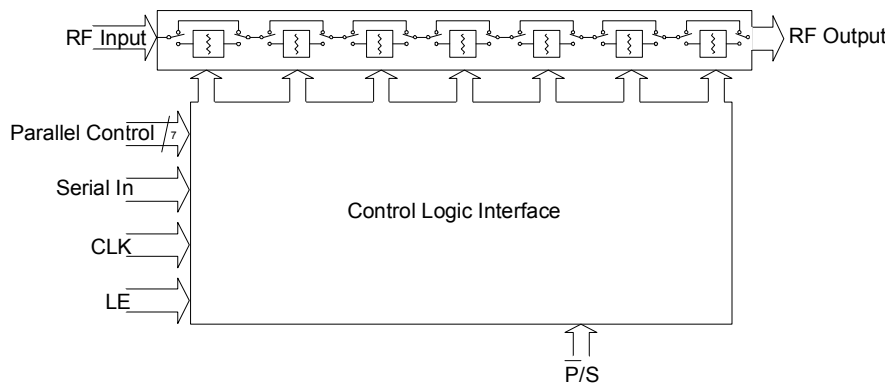 RF Input
RF Output
Parallel Control
7
Serial In
Control Logic Interface
CLK
LE
P̅/S